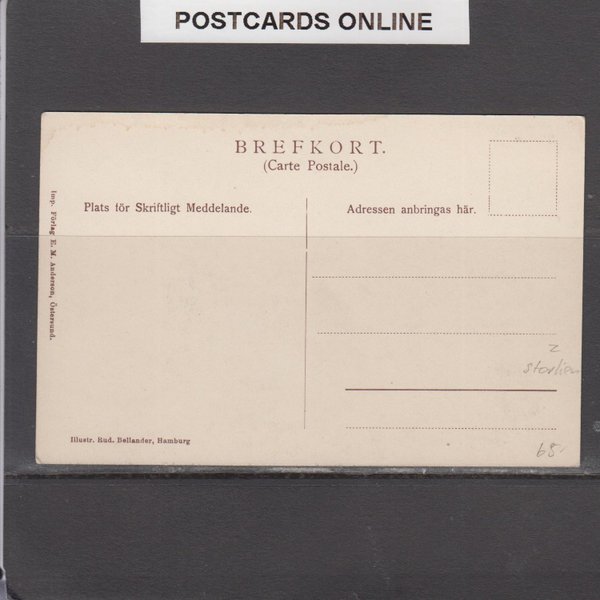 POSTCARDS ONLINE
BREFKORT.
(Carte Postale.)
Plats för Skriftligt Meddelande.
Adressen anbringas här.
Imp. Förlag E. M. Anderson, Östersund.
Z
Storlien
65.
Illustr. Rud. Bellander, Hamburg